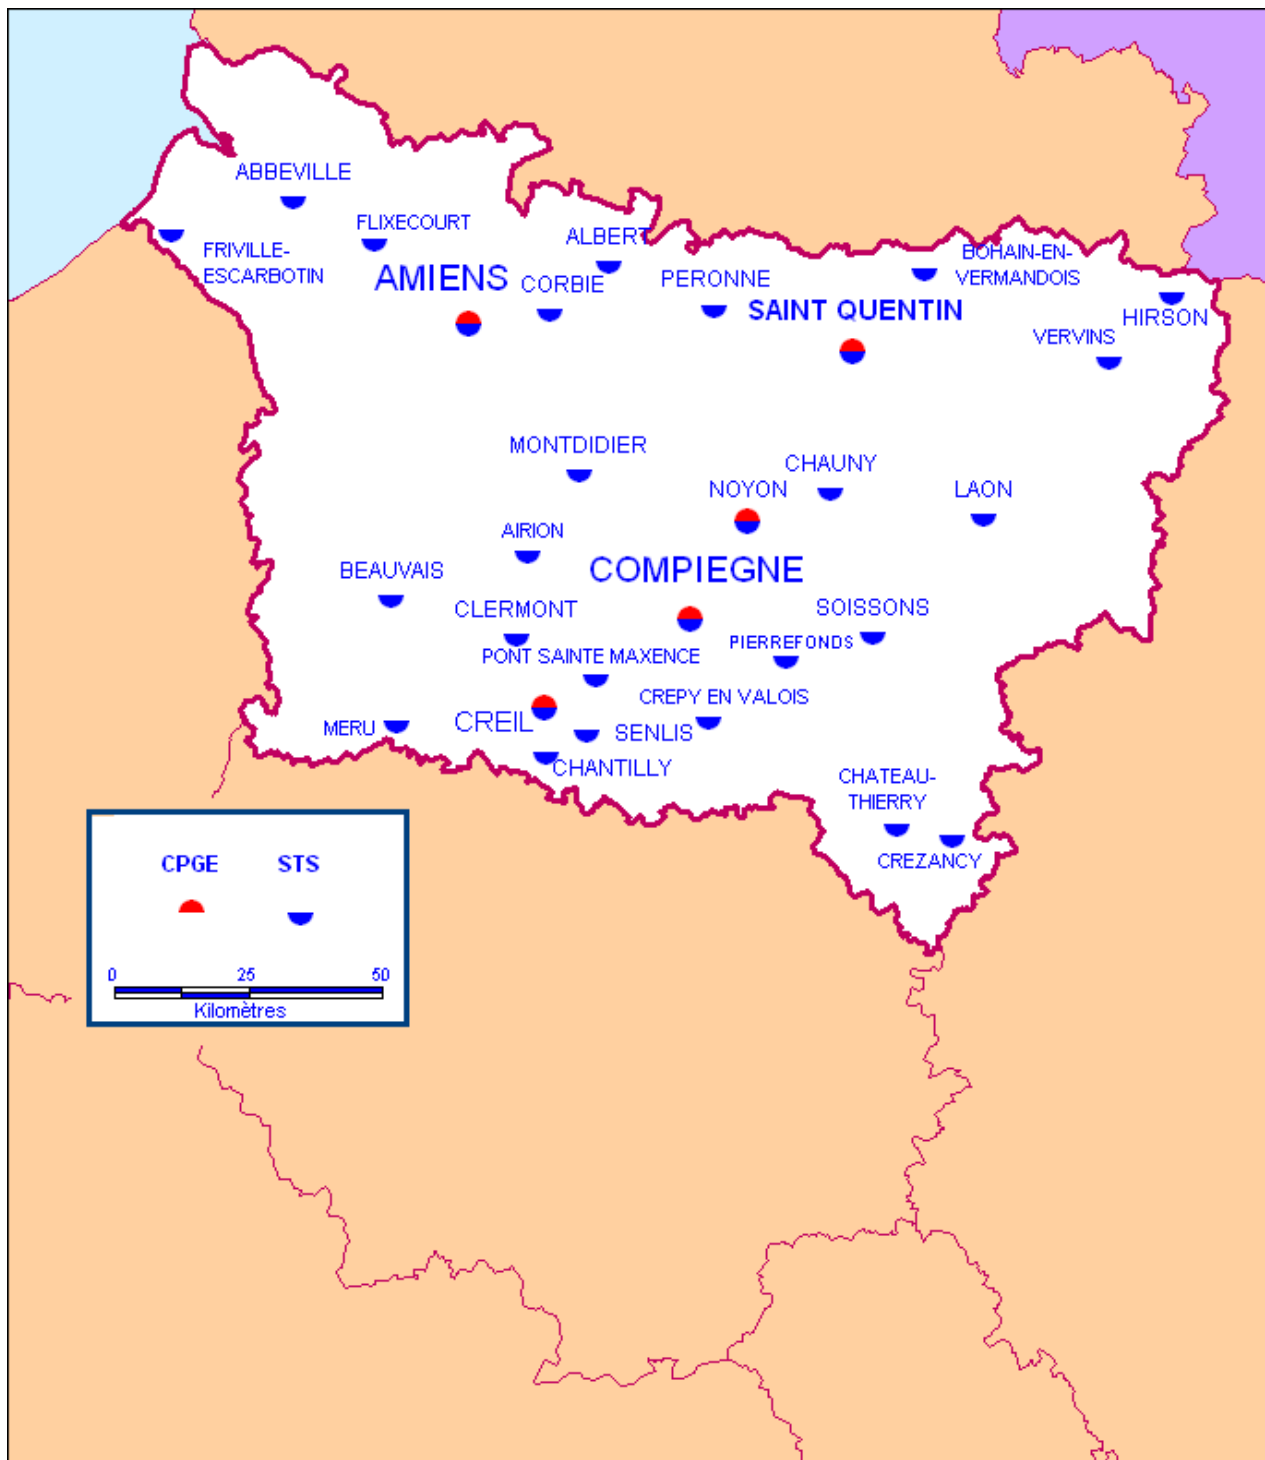 ABBEVILLE
FLIXECOURT
FRIVILLE-
ESCARBOTIN
ALBERT
AMIENS
CORBIE
PERONNE
BOHAIN-EN-
VERMANDOIS
SAINT QUENTIN
HIRSON
VERVINS
MONTDIDIER
CHAUNY
NOYON
LAON
AIRION
BEAUVAIS
COMPIEGNE
CLERMONT
SOISSONS
PIERREFONDS
PONT SAINTE MAXENCE
CREPY EN VALOIS
CREIL
MERU
SENLIS
CHANTILLY
CHATEAU-
THIERRY
CREZANCY
CPGE STS
0 25 50
Kilomètres